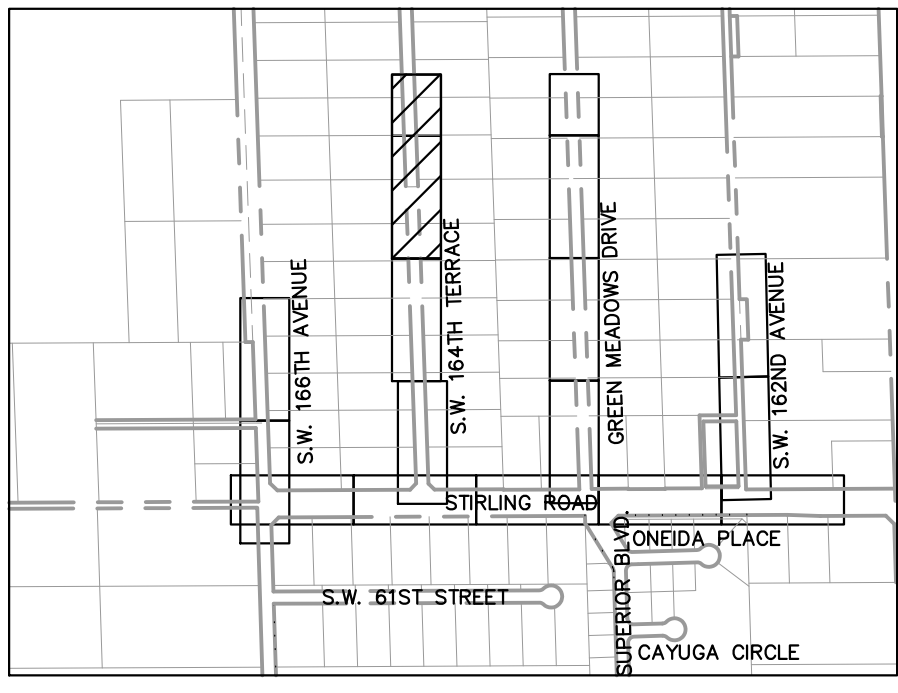 S.W. 166TH AVENUE
S.W. 164TH TERRACE
GREEN MEADOWS DRIVE
S.W. 162ND AVENUE
STIRLING ROAD
SUPERIOR BLVD.
ONEIDA PLACE
S.W. 61ST STREET
CAYUGA CIRCLE